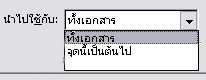 นำไปใช้กับ: ทั้งเอกสาร
ทั้งเอกสาร
จุดนี้เป็นต้นไป